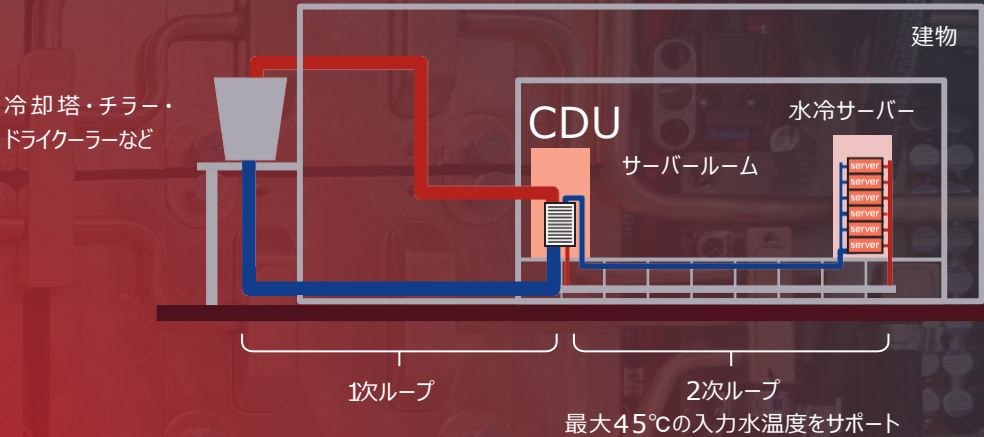 建物
冷却塔・チラー・
ドライクーラーなど
CDU
水冷サーバー
サーバールーム
server
server
server
server
server
server
1次ループ
2次ループ
最大45℃の入力水温度をサポート